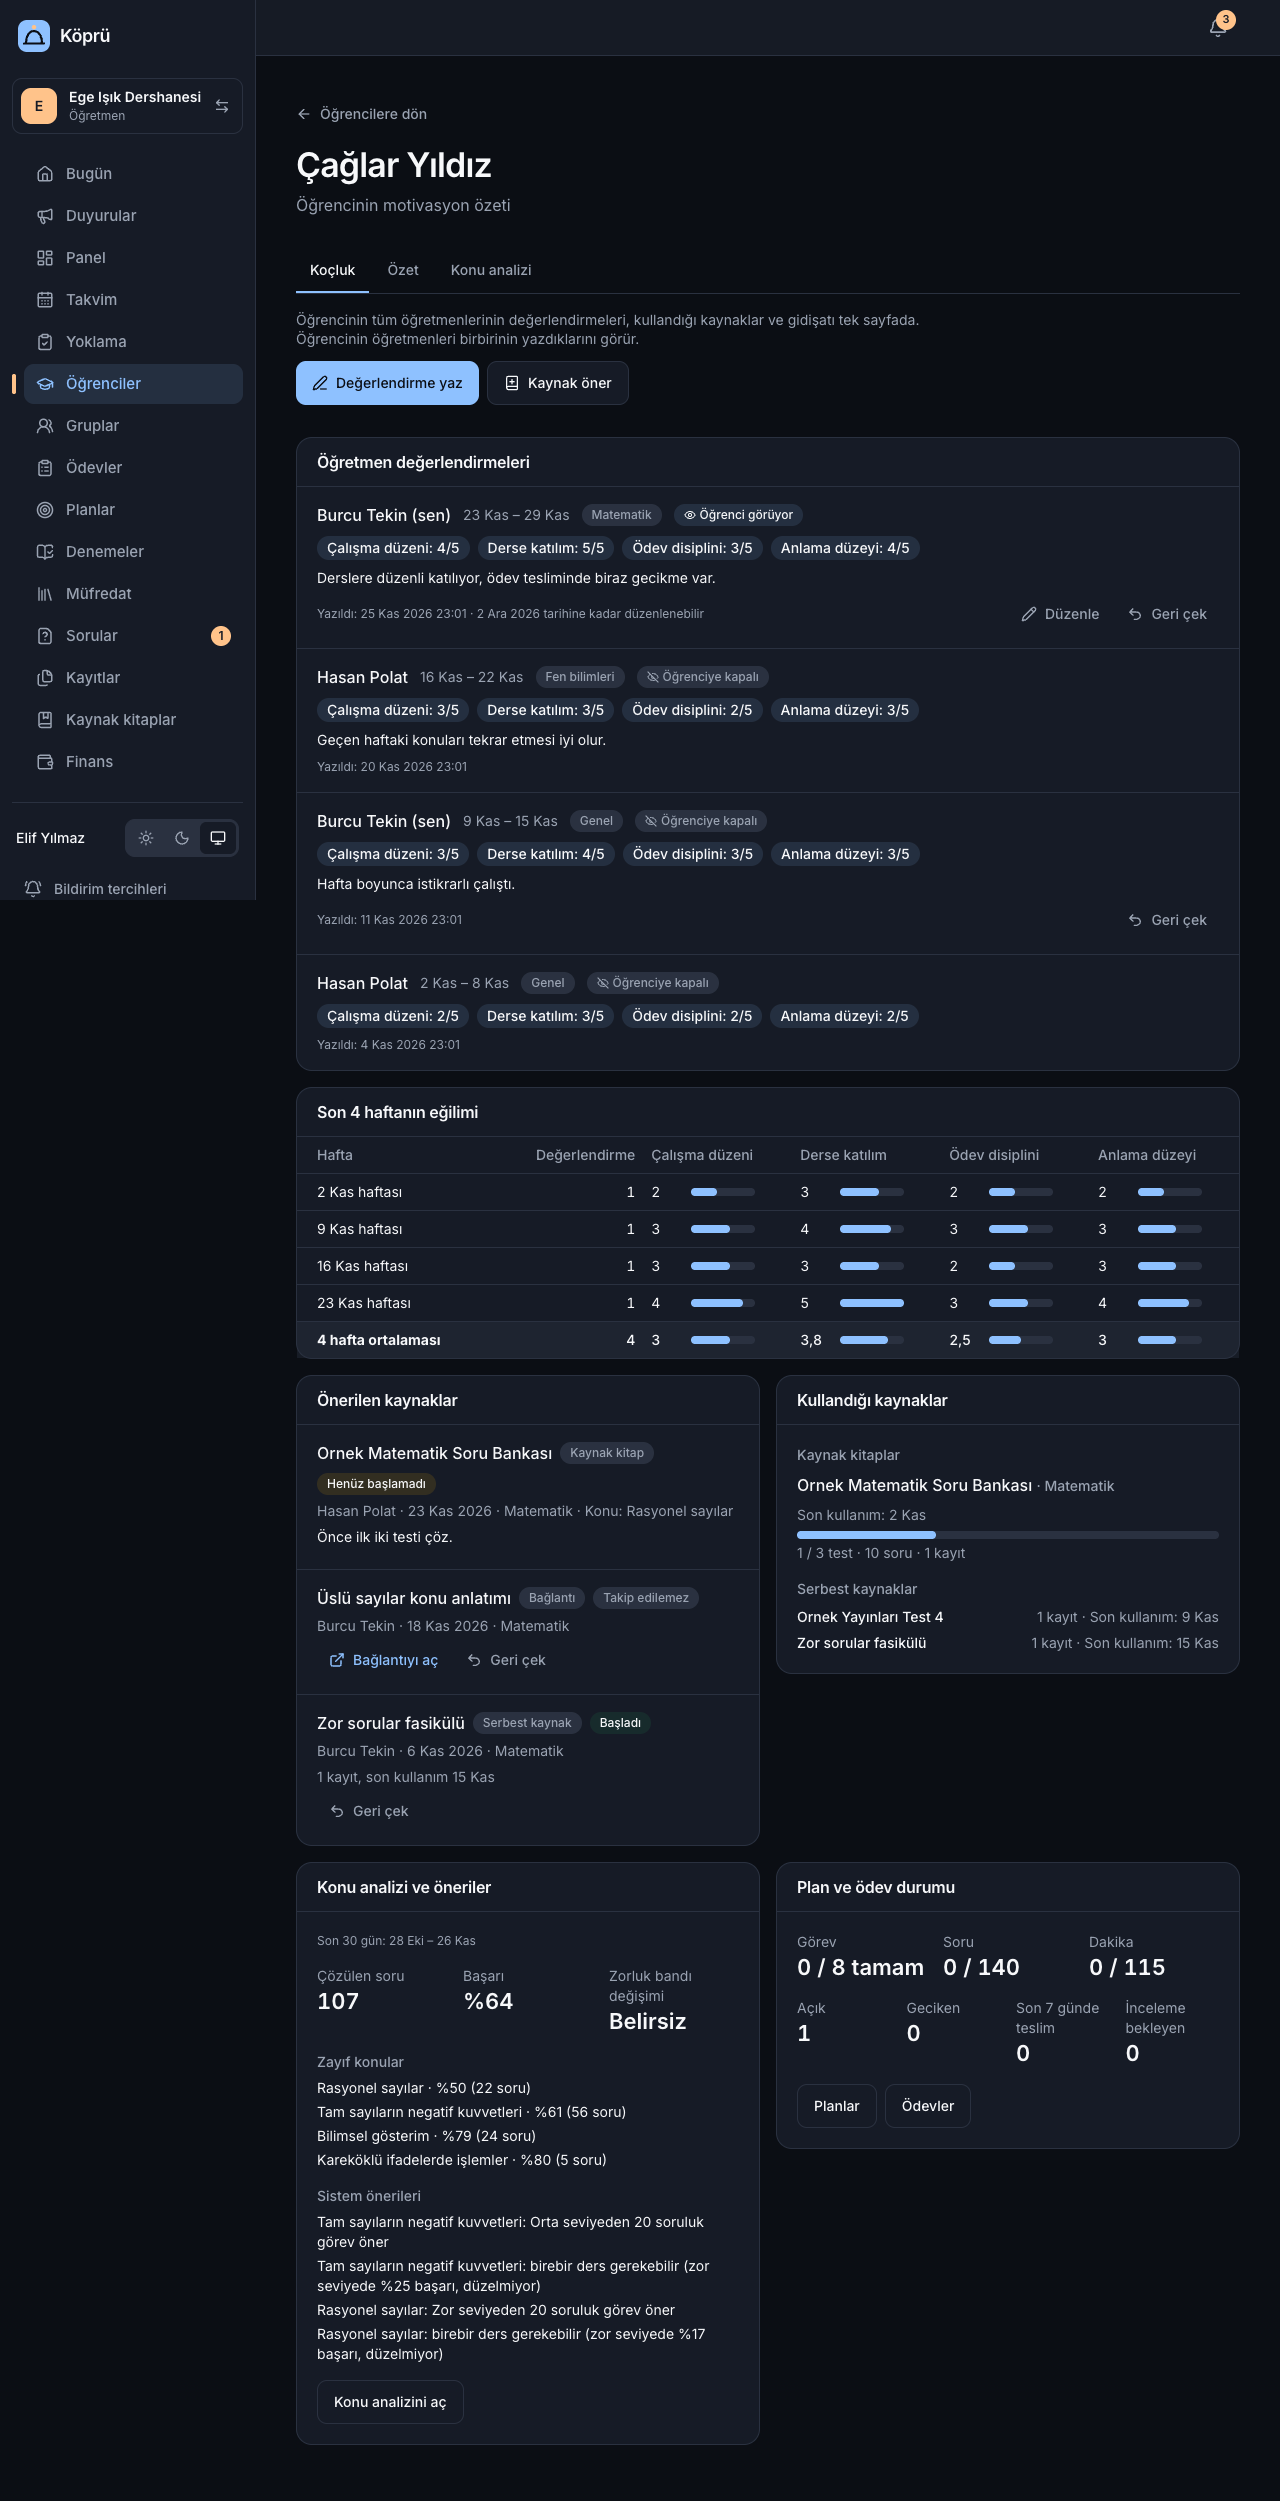 Köprü
3
E
Ege Işık Dershanesi
Öğretmen
Bugün
Duyurular
Panel
Takvim
Yoklama
Öğrenciler
Gruplar
Ödevler
Planlar
Denemeler
Müfredat
Sorular
1
Kayıtlar
Kaynak kitaplar
Finans
Elif Yılmaz
Bildirim tercihleri
Öğrencilere dön
Çağlar Yıldız
Öğrencinin motivasyon özeti
Koçluk Özet Konu analizi
Öğrencinin tüm öğretmenlerinin değerlendirmeleri, kullandığı kaynaklar ve gidişatı tek sayfada.
Öğrencinin öğretmenleri birbirinin yazdıklarını görür.
Değerlendirme yaz Kaynak öner
Öğretmen değerlendirmeleri
Burcu Tekin (sen) 23 Kas – 29 Kas Matematik Öğrenci görüyor
Çalışma düzeni: 4/5 Derse katılım: 5/5 Ödev disiplini: 3/5 Anlama düzeyi: 4/5
Derslere düzenli katılıyor, ödev tesliminde biraz gecikme var.
Yazıldı: 25 Kas 2026 23:01 · 2 Ara 2026 tarihine kadar düzenlenebilir Düzenle Geri çek
Hasan Polat 16 Kas – 22 Kas Fen bilimleri Öğrenciye kapalı
Çalışma düzeni: 3/5 Derse katılım: 3/5 Ödev disiplini: 2/5 Anlama düzeyi: 3/5
Geçen haftaki konuları tekrar etmesi iyi olur.
Yazıldı: 20 Kas 2026 23:01
Burcu Tekin (sen) 9 Kas – 15 Kas Genel Öğrenciye kapalı
Çalışma düzeni: 3/5 Derse katılım: 4/5 Ödev disiplini: 3/5 Anlama düzeyi: 3/5
Hafta boyunca istikrarlı çalıştı.
Yazıldı: 11 Kas 2026 23:01 Geri çek
Hasan Polat 2 Kas – 8 Kas Genel Öğrenciye kapalı
Çalışma düzeni: 2/5 Derse katılım: 3/5 Ödev disiplini: 2/5 Anlama düzeyi: 2/5
Yazıldı: 4 Kas 2026 23:01
Son 4 haftanın eğilimi
Hafta Değerlendirme Çalışma düzeni Derse katılım Ödev disiplini Anlama düzeyi
2 Kas haftası 1 2 3 2 2
9 Kas haftası 1 3 4 3 3
16 Kas haftası 1 3 3 2 3
23 Kas haftası 1 4 5 3 4
4 hafta ortalaması 4 3 3,8 2,5 3
Önerilen kaynaklar
Ornek Matematik Soru Bankası Kaynak kitap
Henüz başlamadı
Hasan Polat · 23 Kas 2026 · Matematik · Konu: Rasyonel sayılar
Önce ilk iki testi çöz.
Üslü sayılar konu anlatımı Bağlantı Takip edilemez
Burcu Tekin · 18 Kas 2026 · Matematik
Bağlantıyı aç Geri çek
Zor sorular fasikülü Serbest kaynak Başladı
Burcu Tekin · 6 Kas 2026 · Matematik
1 kayıt, son kullanım 15 Kas
Geri çek
Kullandığı kaynaklar
Kaynak kitaplar
Ornek Matematik Soru Bankası · Matematik
Son kullanım: 2 Kas
1 / 3 test · 10 soru · 1 kayıt
Serbest kaynaklar
Ornek Yayınları Test 4 1 kayıt · Son kullanım: 9 Kas
Zor sorular fasikülü 1 kayıt · Son kullanım: 15 Kas
Konu analizi ve öneriler
Son 30 gün: 28 Eki – 26 Kas
Çözülen soru
107
Başarı
%64
Zorluk bandı
değişimi
Belirsiz
Zayıf konular
Rasyonel sayılar · %50 (22 soru)
Tam sayıların negatif kuvvetleri · %61 (56 soru)
Bilimsel gösterim · %79 (24 soru)
Kareköklü ifadelerde işlemler · %80 (5 soru)
Sistem önerileri
Tam sayıların negatif kuvvetleri: Orta seviyeden 20 soruluk
görev öner
Tam sayıların negatif kuvvetleri: birebir ders gerekebilir (zor
seviyede %25 başarı, düzelmiyor)
Rasyonel sayılar: Zor seviyeden 20 soruluk görev öner
Rasyonel sayılar: birebir ders gerekebilir (zor seviyede %17
başarı, düzelmiyor)
Konu analizini aç
Plan ve ödev durumu
Görev
0 / 8 tamam
Soru
0 / 140
Dakika
0 / 115
Açık
1
Geciken
0
Son 7 günde
teslim
0
İnceleme
bekleyen
0
Planlar Ödevler